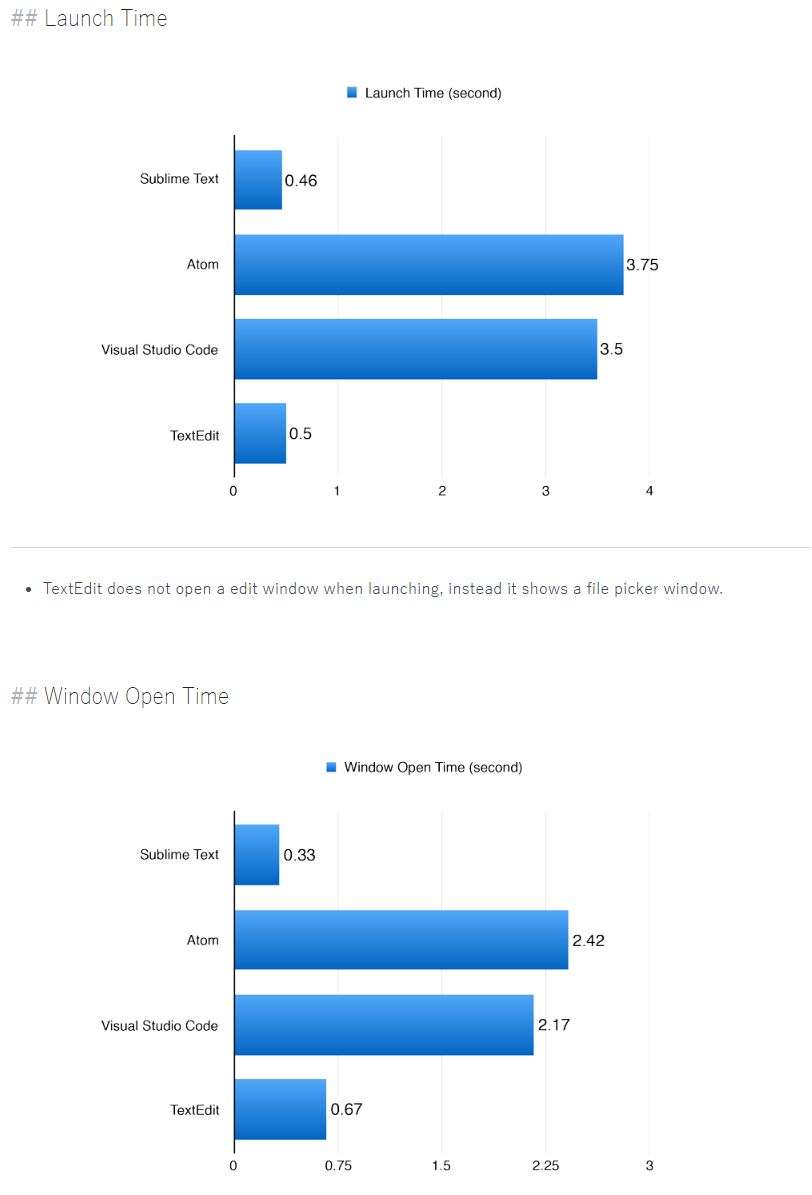 ## Launch Time
Launch Time (second)
Sublime Text 0.46
Atom 3.75
Visual Studio Code 3.5
TextEdit 0.5
0 1 2 3 4
• TextEdit does not open a edit window when launching, instead it shows a file picker window.
## Window Open Time
Window Open Time (second)
Sublime Text 0.33
Atom 2.42
Visual Studio Code 2.17
TextEdit 0.67
0 0.75 1.5 2.25 3